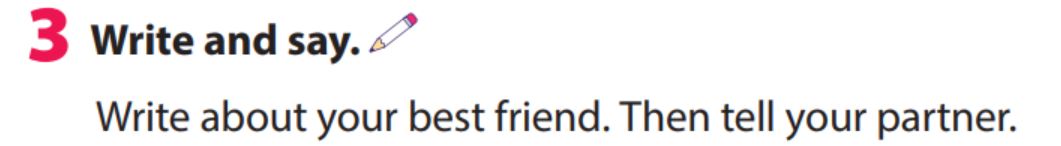 3 Write and say.
Write about your best friend. Then tell your partner.